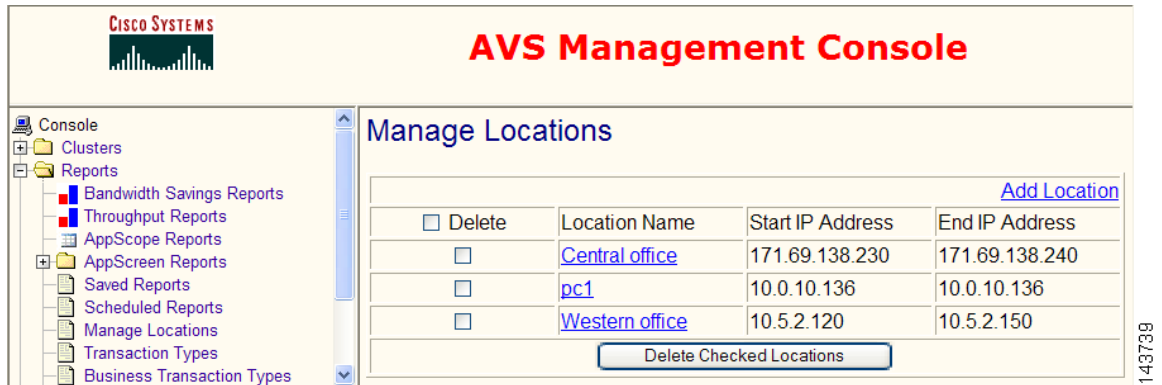 CISCO SYSTEMS
AVS Management Console
Console
Clusters
Reports
Bandwidth Savings Reports
Throughput Reports
AppScope Reports
AppScreen Reports
Saved Reports
Scheduled Reports
Manage Locations
Transaction Types
Business Transaction Types
Manage Locations
Add Location
Delete Location Name Start IP Address End IP Address
Central office 171.69.138.230 171.69.138.240
pc1 10.0.10.136 10.0.10.136
Western office 10.5.2.120 10.5.2.150
Delete Checked Locations
143739